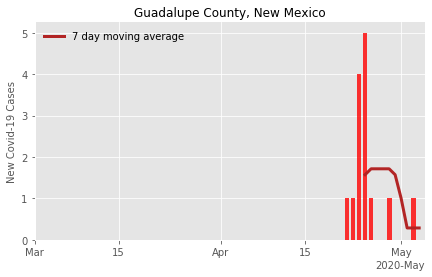 Guadalupe County, New Mexico
7 day moving average
New Covid-19 Cases
5
4
3
2
1
0
Mar 15 Apr 15 May
2020-May